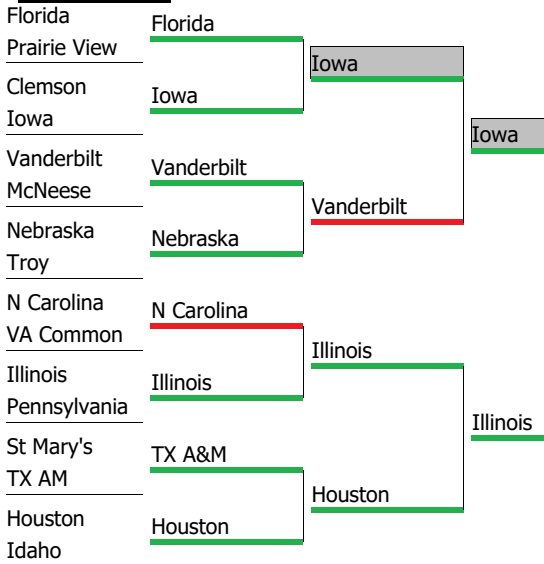 Florida
Prairie View
Clemson
Iowa
Vanderbilt
McNeese
Nebraska
Troy
N Carolina
VA Common
Illinois
Pennsylvania
St Mary's
TX AM
Houston
Idaho
Florida
Iowa
Vanderbilt
Nebraska
N Carolina
Illinois
TX A&M
Houston
Iowa
Vanderbilt
Illinois
Houston
Iowa
Illinois